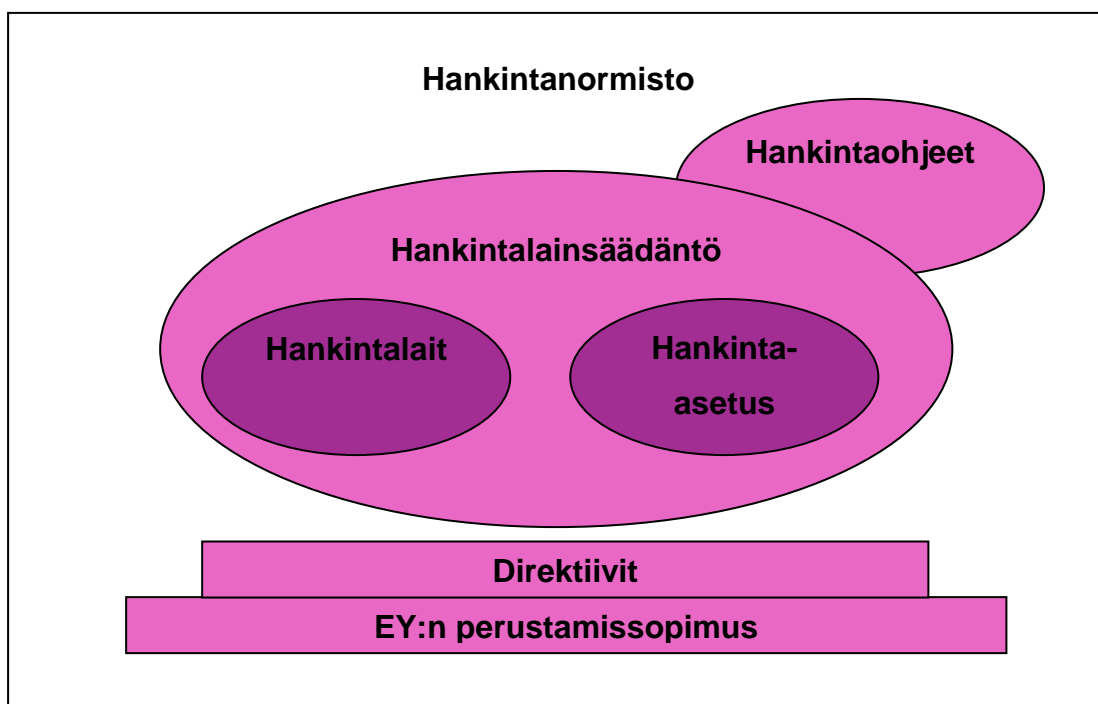 Hankintanormisto
Hankintaohjeet
Hankintalainsäädäntö
Hankintalait
Hankinta-
asetus
Direktiivit
EY:n perustamissopimus